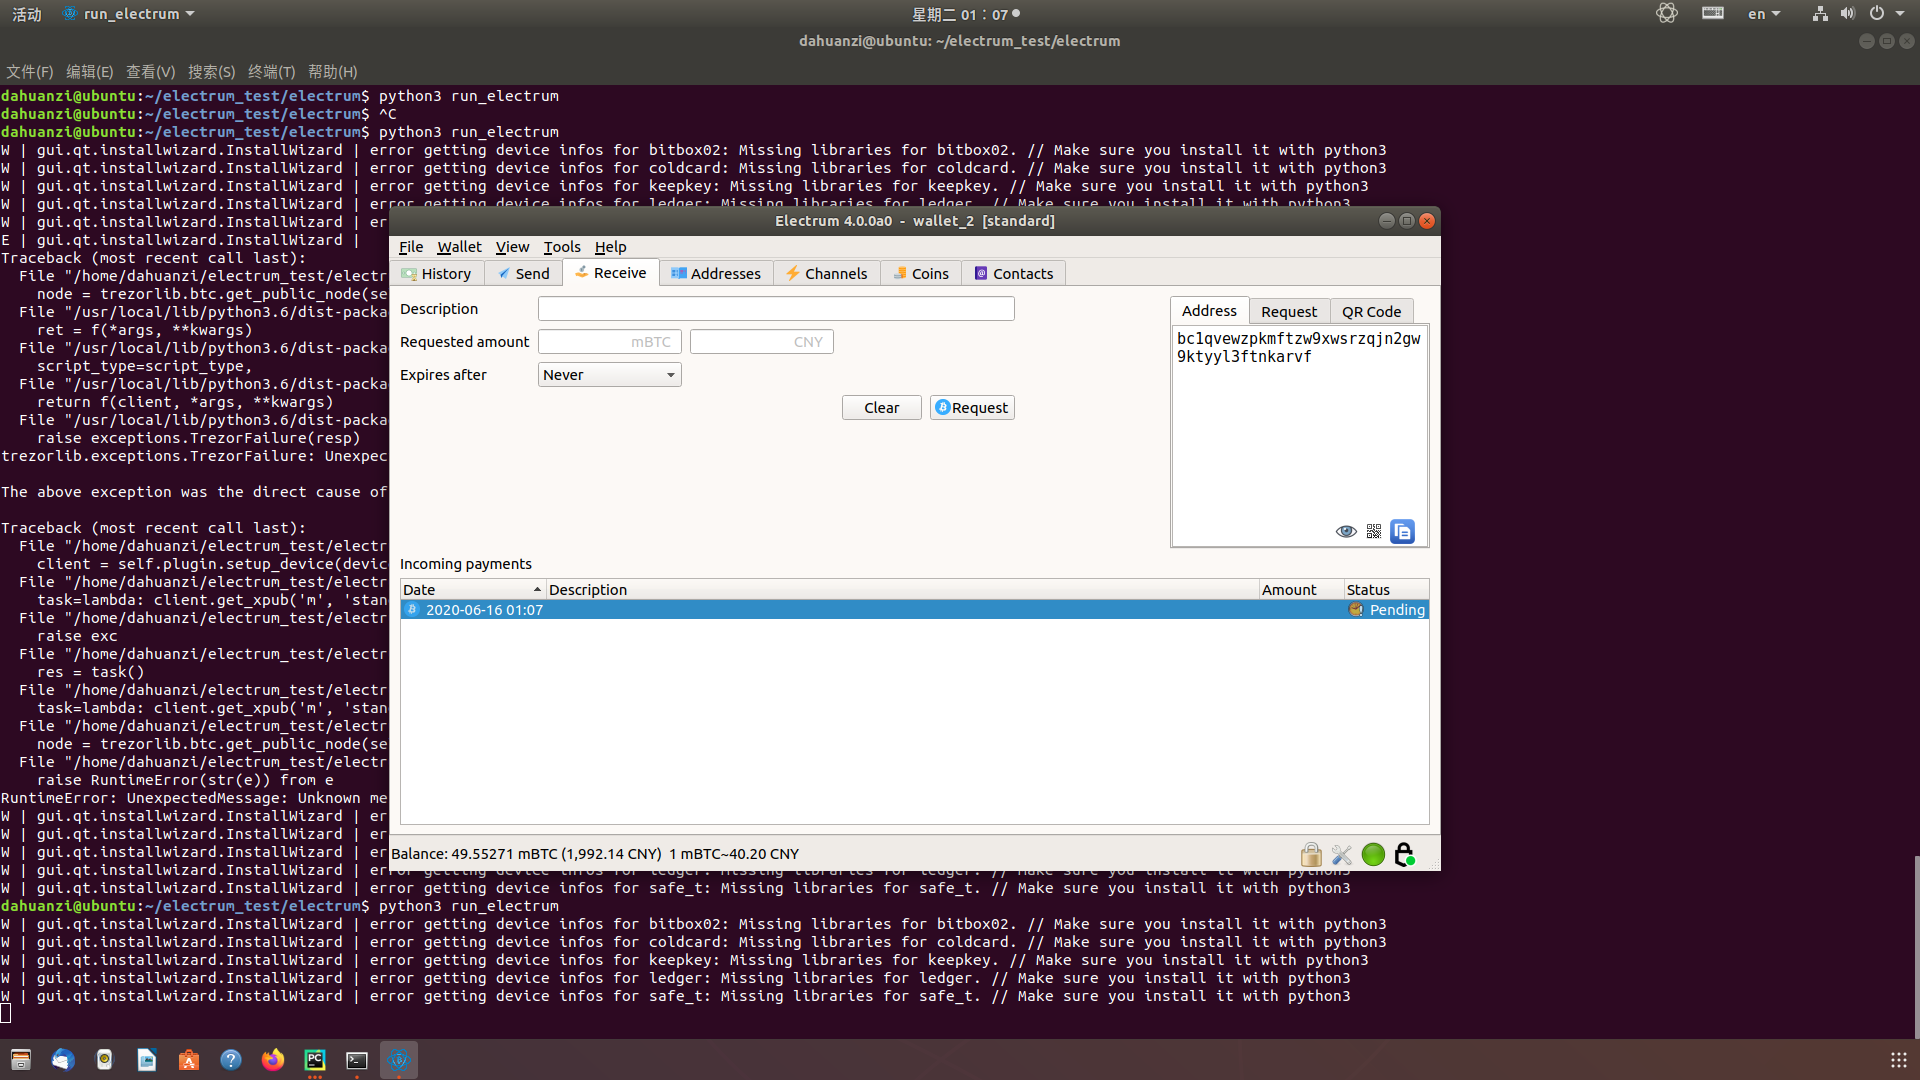 活动 run_electrum 星期二 01：07 en
dahuanzi@ubuntu: ~/electrum_test/electrum
文件(F) 编辑(E) 查看(V) 搜索(S) 终端(T) 帮助(H)
dahuanzi@ubuntu:~/electrum_test/electrum$ python3 run_electrum
dahuanzi@ubuntu:~/electrum_test/electrum$ ^C
dahuanzi@ubuntu:~/electrum_test/electrum$ python3 run_electrum
W | gui.qt.installwizard.InstallWizard | error getting device infos for bitbox02: Missing libraries for bitbox02. // Make sure you install it with python3
W | gui.qt.installwizard.InstallWizard | error getting device infos for coldcard: Missing libraries for coldcard. // Make sure you install it with python3
W | gui.qt.installwizard.InstallWizard | error getting device infos for keepkey: Missing libraries for keepkey. // Make sure you install it with python3
W | gui.qt.installwizard.InstallWizard | error getting device infos for ledger: Missing libraries for ledger. // Make sure you install it with python3
W | gui.qt.installwizard.InstallWizard | er
E | gui.qt.installwizard.InstallWizard |
Traceback (most recent call last):
File "/home/dahuanzi/electrum_test/electr
node = trezorlib.btc.get_public_node(se
File "/usr/local/lib/python3.6/dist-packa
ret = f(*args, **kwargs)
File "/usr/local/lib/python3.6/dist-packa
script_type=script_type,
File "/usr/local/lib/python3.6/dist-packa
return f(client, *args, **kwargs)
File "/usr/local/lib/python3.6/dist-packa
raise exceptions.TrezorFailure(resp)
trezorlib.exceptions.TrezorFailure: Unexpec
The above exception was the direct cause of
Traceback (most recent call last):
File "/home/dahuanzi/electrum_test/electr
client = self.plugin.setup_device(devic
File "/home/dahuanzi/electrum_test/electr
task=lambda: client.get_xpub('m', 'stan
File "/home/dahuanzi/electrum_test/electr
raise exc
File "/home/dahuanzi/electrum_test/electr
res = task()
File "/home/dahuanzi/electrum_test/electr
task=lambda: client.get_xpub('m', 'stan
File "/home/dahuanzi/electrum_test/electr
node = trezorlib.btc.get_public_node(se
File "/home/dahuanzi/electrum_test/electr
raise RuntimeError(str(e)) from e
RuntimeError: UnexpectedMessage: Unknown me
W | gui.qt.installwizard.InstallWizard | er
W | gui.qt.installwizard.InstallWizard | er
W | gui.qt.installwizard.InstallWizard | er
W | gui.qt.installwizard.InstallWizard | error getting device infos for ledger: Missing libraries for ledger. // Make sure you install it with python3
W | gui.qt.installwizard.InstallWizard | error getting device infos for safe_t: Missing libraries for safe_t. // Make sure you install it with python3
dahuanzi@ubuntu:~/electrum_test/electrum$ python3 run_electrum
W | gui.qt.installwizard.InstallWizard | error getting device infos for bitbox02: Missing libraries for bitbox02. // Make sure you install it with python3
W | gui.qt.installwizard.InstallWizard | error getting device infos for coldcard: Missing libraries for coldcard. // Make sure you install it with python3
W | gui.qt.installwizard.InstallWizard | error getting device infos for keepkey: Missing libraries for keepkey. // Make sure you install it with python3
W | gui.qt.installwizard.InstallWizard | error getting device infos for ledger: Missing libraries for ledger. // Make sure you install it with python3
W | gui.qt.installwizard.InstallWizard | error getting device infos for safe_t: Missing libraries for safe_t. // Make sure you install it with python3
Electrum 4.0.0a0 - wallet_2 [standard]
File Wallet View Tools Help
History Send Receive Addresses Channels Coins Contacts
Description
Requested amount mBTC CNY
Expires after Never
Clear Request
Address Request QR Code
bc1qvewzpkmftzw9xwsrzqjn2gw
9ktyyl3ftnkarvf
Incoming payments
Date Description Amount Status
2020-06-16 01:07 Pending
Balance: 49.55271 mBTC (1,992.14 CNY) 1 mBTC~40.20 CNY